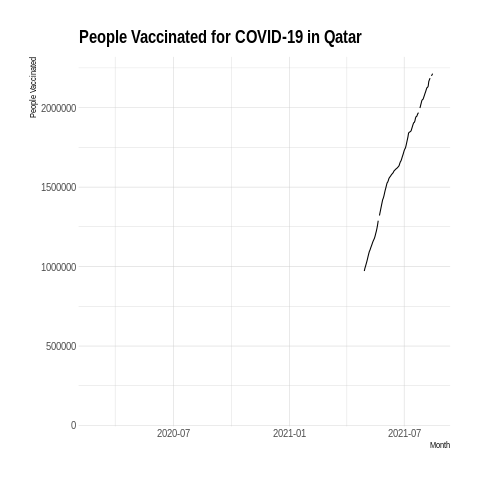 People Vaccinated for COVID-19 in Qatar
People Vaccinated
2000000
1500000
1000000
500000
0
2020-07 2021-01 2021-07
Month